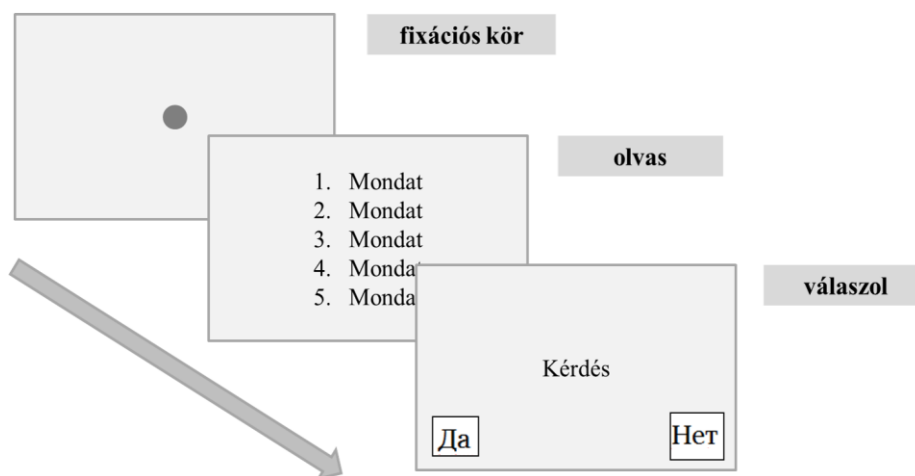 fixációs kör
olvas
1. Mondat
2. Mondat
3. Mondat
4. Mondat
5. Monda
válaszol
Kérdés
Да
Нет